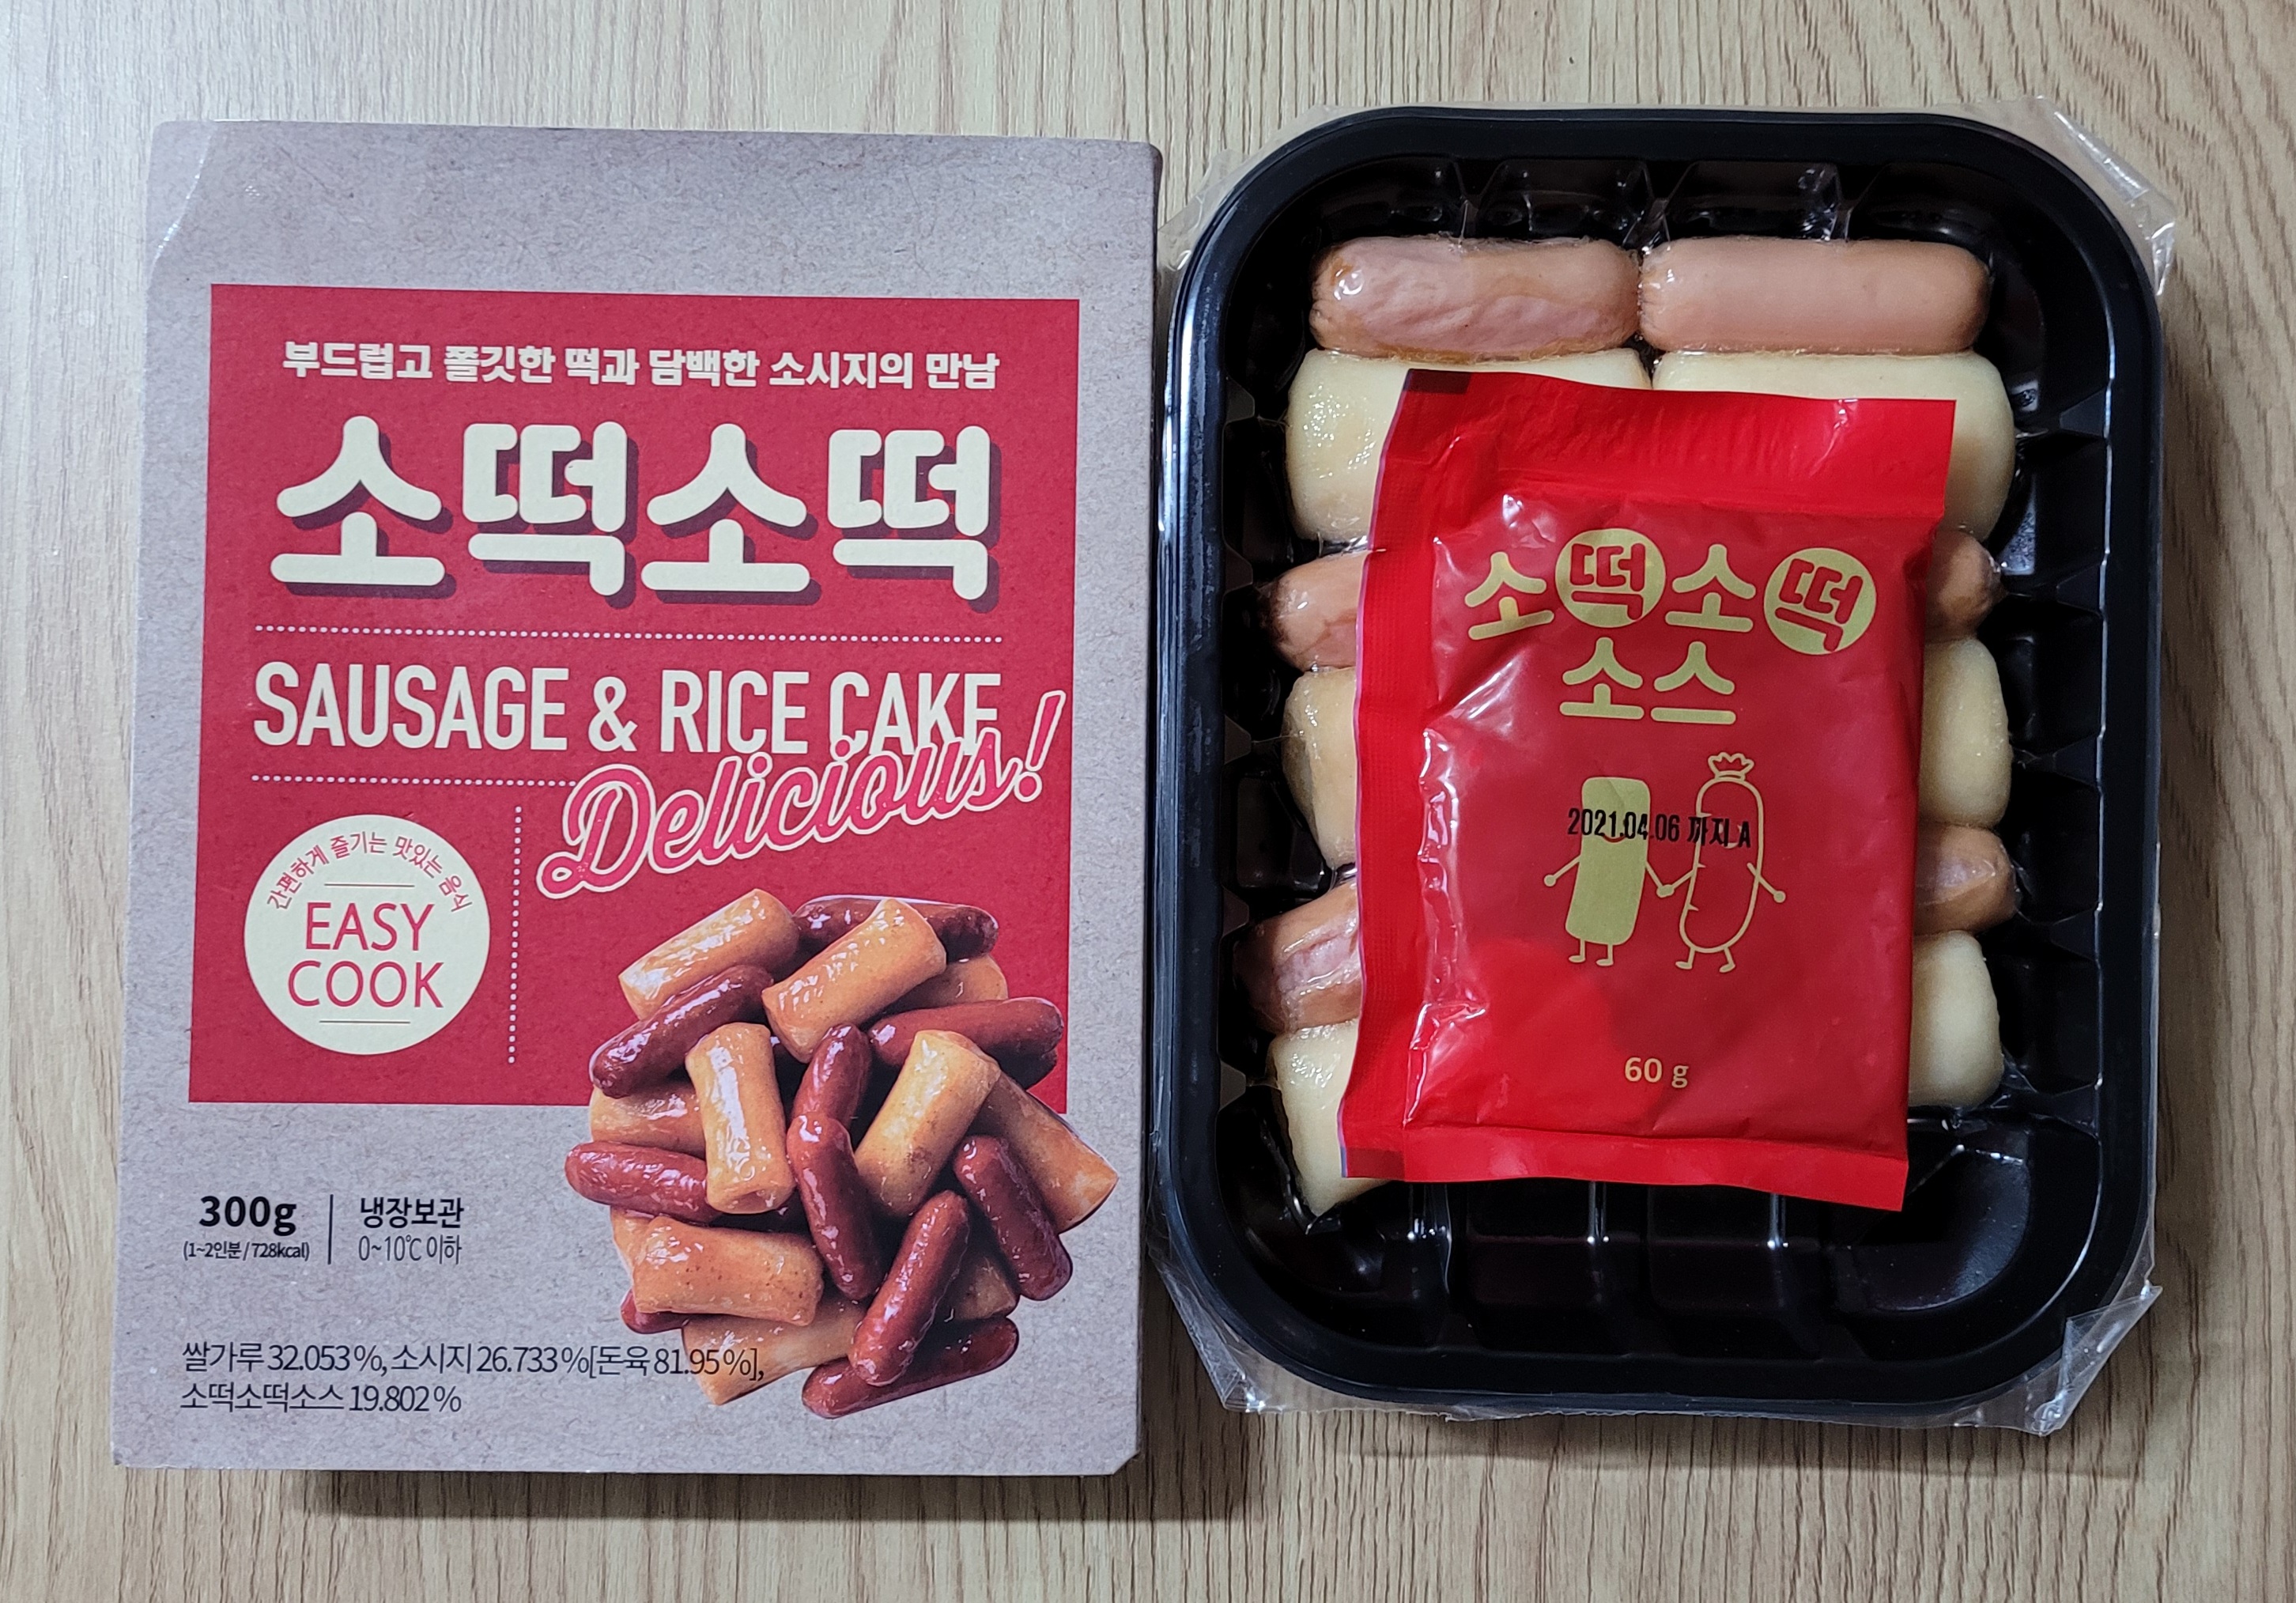 부드럽고 쫄깃한 떡과 담백한 소시지의 만남
소떡소떡
SAUSAGE & RICE CAKE
Delicious!
간편하게 즐기는 맛있는 음식
EASY
COOK
300g
(1~2인분/728kcal)
냉장보관
0~10℃ 이하
쌀가루 32.053%, 소시지 26.733%[돈육 81.95%],
소떡소떡소스 19.802%
소떡소떡
소스
2021.04.06 까지 A
60 g